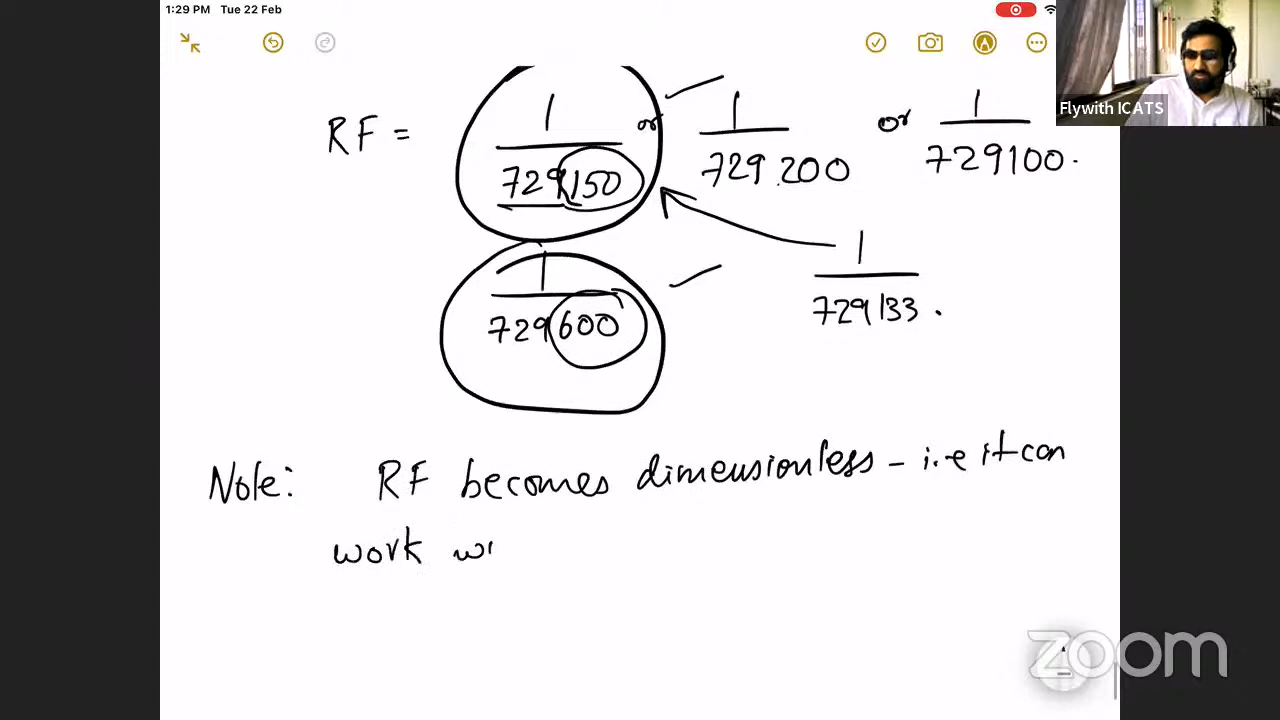 1:29 PM Tue 22 Feb
Flywith ICATS
RF = 1/729150 or 1/729200 or 1/729100.
1/729133.
1/729600
Note: RF becomes dimensionless - i.e it can
work wi
zoom